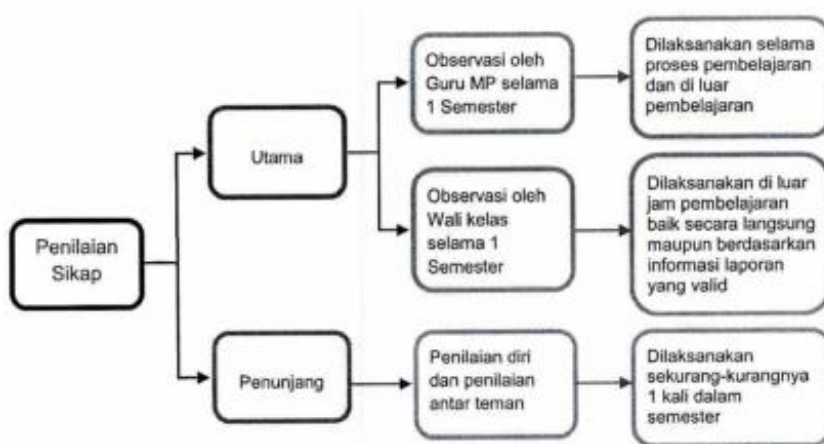 Penilaian
Sikap
Utama
Observasi oleh
Guru MP selama
1 Semester
Dilaksanakan selama
proses pembelajaran
dan di luar
pembelajaran
Observasi oleh
Wali kelas
selama 1
Semester
Dilaksanakan di luar
jam pembelajaran
baik secara langsung
maupun berdasarkan
informasi laporan
yang valid
Penunjang
Penilaian diri
dan penilaian
antar teman
Dilaksanakan
sekurang-kurangnya
1 kali dalam
semester